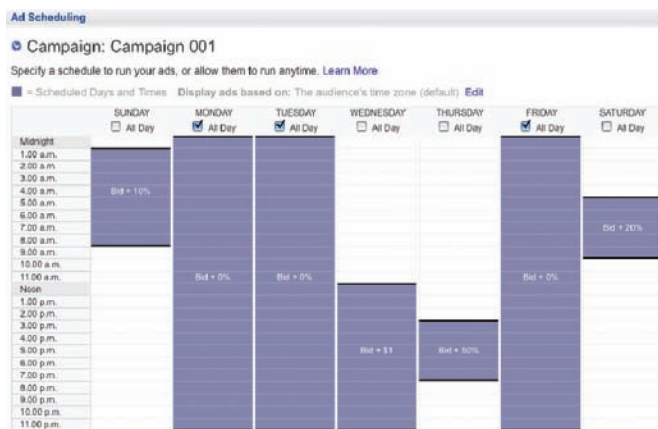 Ad Scheduling
Campaign: Campaign 001
Specify a schedule to run your ads, or allow them to run anytime. Learn More
= Scheduled Days and Times Display ads based on: The audience's time zone (default) Edit
SUNDAY MONDAY TUESDAY WEDNESDAY THURSDAY FRIDAY SATURDAY
All Day All Day All Day All Day All Day All Day All Day
Midnight
1.00 a.m.
2.00 a.m.
3.00 a.m.
4.00 a.m. Bid + 10%
5.00 a.m.
6.00 a.m.
7.00 a.m. Bid + 20%
8.00 a.m.
9.00 a.m.
10.00 a.m.
11.00 a.m. Bid + 0% Bid + 0% Bid + 0%
Noon
1.00 p.m.
2.00 p.m.
3.00 p.m.
4.00 p.m.
5.00 p.m. Bid + $1 Bid + 50%
6.00 p.m.
7.00 p.m.
8.00 p.m.
9.00 p.m.
10.00 p.m.
11.00 p.m.